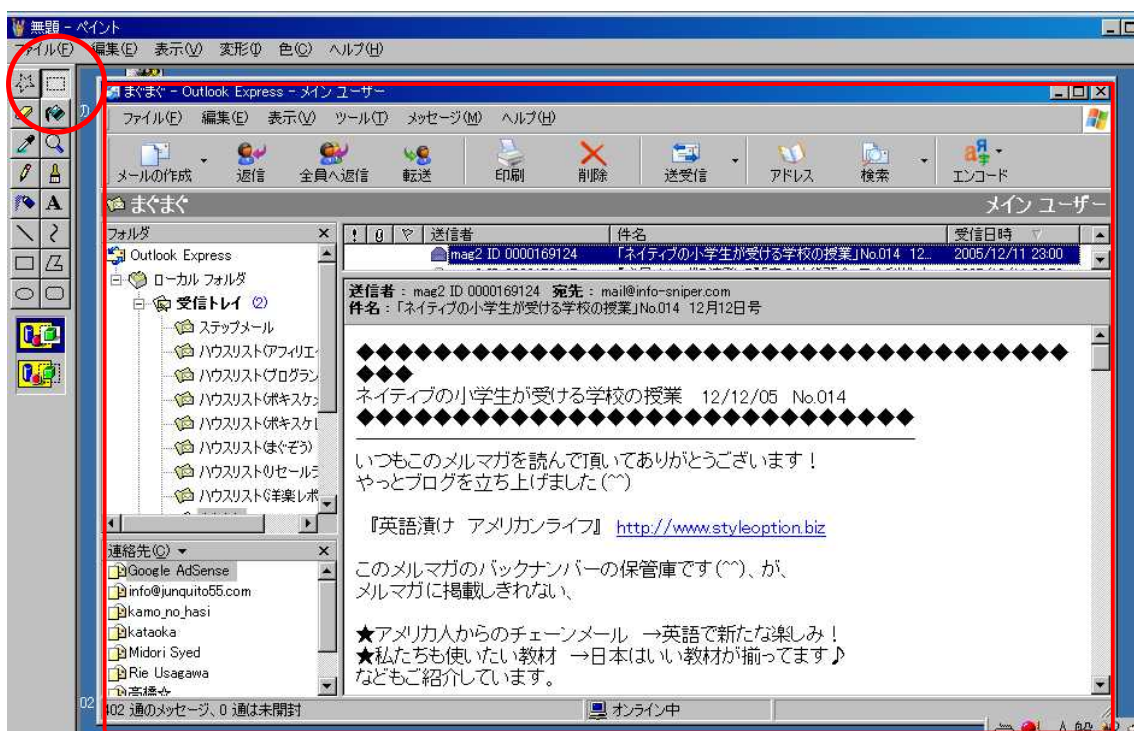 無題 - ペイント
ファイル(F) 編集(E) 表示(V) 変形(I) 色(C) ヘルプ(H)
まぐまぐ - Outlook Express - メイン ユーザー
ファイル(F) 編集(E) 表示(V) ツール(T) メッセージ(M) ヘルプ(H)
メールの作成 返信 全員へ返信 転送 印刷 削除 送受信 アドレス 検索 エンコード
まぐまぐ メイン ユーザー
フォルダ
Outlook Express
ローカル フォルダ
受信トレイ (2)
ステップメール
ハウスリスト(アフィリエ
ハウスリスト(プログラン
ハウスリスト(ポキスケ
ハウスリスト(ポキスケ
ハウスリスト(まぐぞう)
ハウスリスト(リセール
ハウスリスト(洋楽レポ
連絡先(C)
Google AdSense
info@junquito55.com
kamo_no_hasi
kataoka
Midori Syed
Rie Usagawa
送信者 件名 受信日時
mag2 ID 0000169124 「ネイティブの小学生が受ける学校の授業」No.014 12... 2005/12/11 23:00
送信者: mag2 ID 0000169124 宛先: mail@info-sniper.com
件名:「ネイティブの小学生が受ける学校の授業」No.014 12月12日号
◆◆◆◆◆◆◆◆◆◆◆◆◆◆◆◆◆◆◆◆◆◆◆◆◆◆◆◆◆◆◆◆◆◆◆◆◆
◆◆◆
ネイティブの小学生が受ける学校の授業 12/12/05 No.014
◆◆◆◆◆◆◆◆◆◆◆◆◆◆◆◆◆◆◆◆◆◆◆◆◆◆◆◆◆
いつもこのメルマガを読んで頂いてありがとうございます!
やっとブログを立ち上げました(^^)
『英語漬け アメリカンライフ』 http://www.styleoption.biz
このメルマガのバックナンバーの保管庫です(^^)、が、
メルマガに掲載しきれない、
★アメリカ人からのチェーンメール →英語で新たな楽しみ!
★私たちも使いたい教材 →日本はいい教材が揃ってます♪
などもご紹介しています。
402 通のメッセージ、0 通は未開封 オンライン中